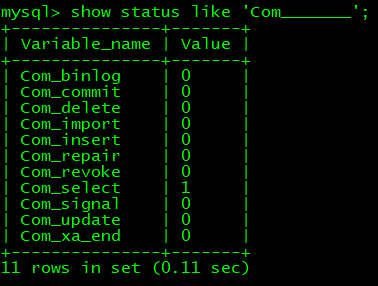 mysql> show status like 'Com_______';
+---------------+-------+
| Variable_name | Value |
+---------------+-------+
| Com_binlog    | 0     |
| Com_commit    | 0     |
| Com_delete    | 0     |
| Com_import    | 0     |
| Com_insert    | 0     |
| Com_repair    | 0     |
| Com_revoke    | 0     |
| Com_select    | 1     |
| Com_signal    | 0     |
| Com_update    | 0     |
| Com_xa_end    | 0     |
+---------------+-------+
11 rows in set (0.11 sec)